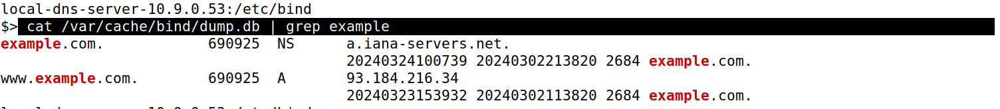 local-dns-server-10.9.0.53:/etc/bind
$> cat /var/cache/bind/dump.db | grep example
example.com. 690925 NS a.iana-servers.net.
20240324100739 20240302213820 2684 example.com.
www.example.com. 690925 A 93.184.216.34
20240323153932 20240302113820 2684 example.com.